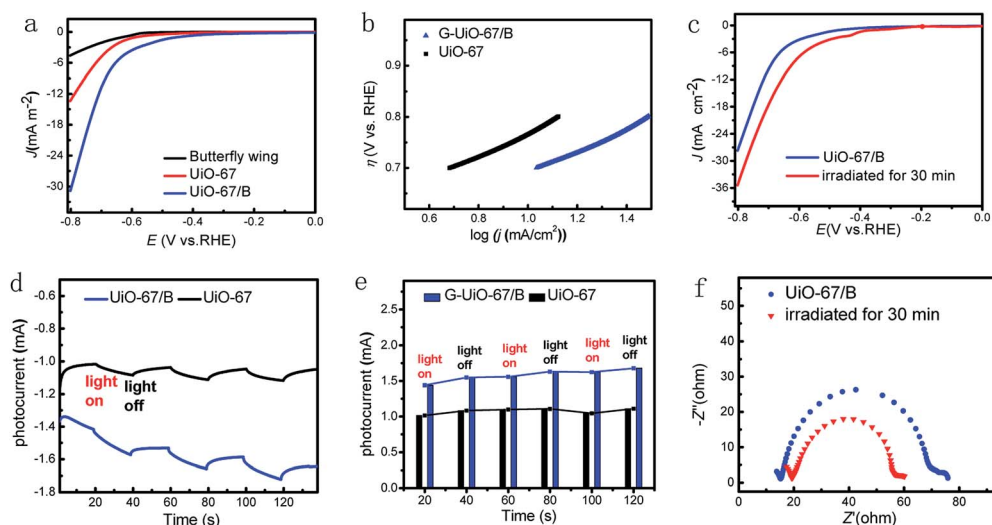 a
J(mA m⁻²)
0
-6
-12
-18
-24
-30
Butterfly wing
UiO-67
UiO-67/B
-0.8 -0.6 -0.4 -0.2 0.0
E (V vs.RHE)
b
η (V vs. RHE)
0.9
0.8
0.7
0.6
G-UiO-67/B
UiO-67
0.6 0.8 1.0 1.2 1.4
log (j (mA/cm²))
c
J (mA cm⁻²)
0
-6
-12
-18
-24
-30
-36
UiO-67/B
irradiated for 30 min
-0.8 -0.6 -0.4 -0.2 0.0
E(V vs.RHE)
d
photocurrent (mA)
-0.6
-0.8
-1.0
-1.2
-1.4
-1.6
-1.8
UiO-67/B UiO-67
light light
on off
0 20 40 60 80 100 120
Time (s)
e
photocurrent (mA)
2.5
2.0
1.5
1.0
0.5
0.0
G-UiO-67/B UiO-67
light on
light off
light on
light off
light on
light off
20 40 60 80 100 120
Time (s)
f
-Z''(ohm)
50
40
30
20
10
0
UiO-67/B
irradiated for 30 min
0 20 40 60 80
Z'(ohm)